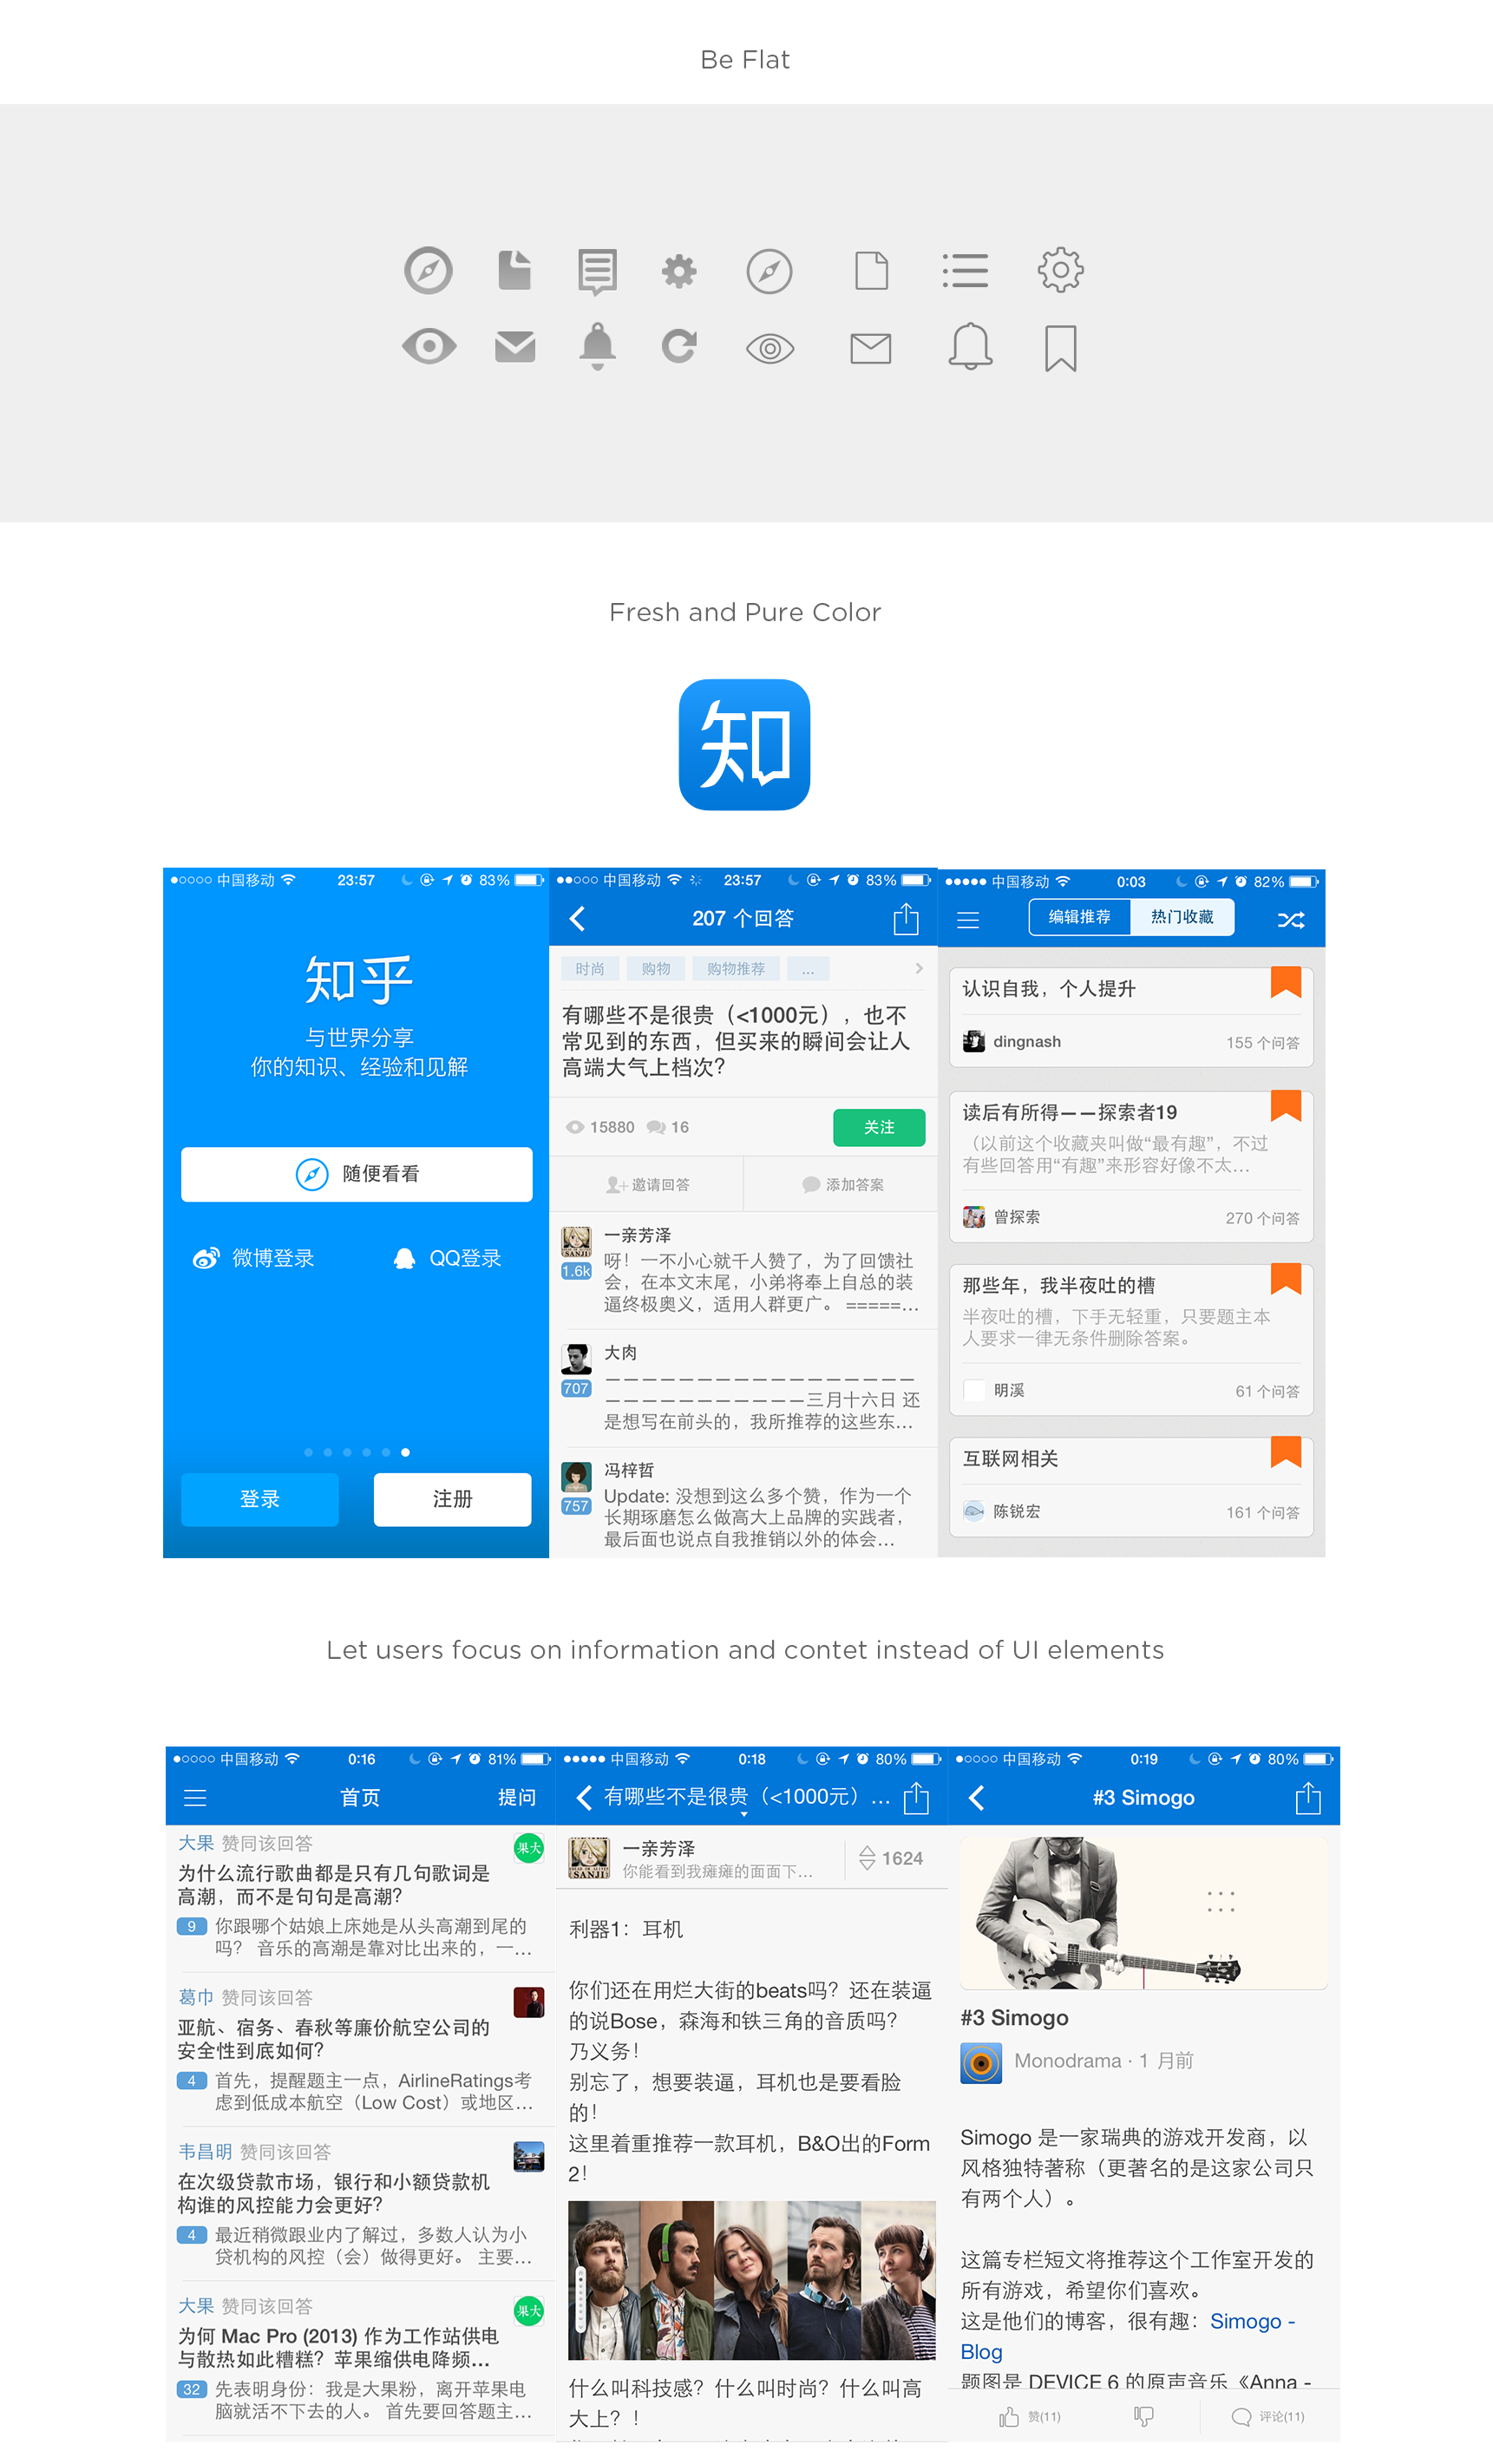 Be Flat
Fresh and Pure Color
知
中国移动 23:57 83%
知乎
与世界分享
你的知识、经验和见解
随便看看
微博登录 QQ登录
登录 注册
中国移动 23:57 83%
207 个回答
时尚 购物 购物推荐 ...
有哪些不是很贵（<1000元），也不
常见到的东西，但买来的瞬间会让人
高端大气上档次？
15880 16 关注
邀请回答 添加答案
一亲芳泽
1.6k
呀！一不小心就千人赞了，为了回馈社
会，在本文末尾，小弟将奉上自总的装
逼终极奥义，适用人群更广。 =====...
大肉
707
—————————————————
———————————三月十六日 还
是想写在前头的，我所推荐的这些东...
冯梓哲
757
Update: 没想到这么多个赞，作为一个
长期琢磨怎么做高大上品牌的实践者，
最后面也说点自我推销以外的体会...
中国移动 0:03 82%
编辑推荐 热门收藏
认识自我，个人提升
dingnash 155 个问答
读后有所得——探索者19
（以前这个收藏夹叫做“最有趣”，不过
有些回答用“有趣”来形容好像不太...
曾探索 270 个问答
那些年，我半夜吐的槽
半夜吐的槽，下手无轻重，只要题主本
人要求一律无条件删除答案。
明溪 61 个问答
互联网相关
陈锐宏 161 个问答
Let users focus on information and contet instead of UI elements
中国移动 0:16 81%
首页 提问
大果 赞同该回答
果大
为什么流行歌曲都是只有几句歌词是
高潮，而不是句句是高潮？
9 你跟哪个姑娘上床她是从头高潮到尾的
吗？ 音乐的高潮是靠对比出来的，一...
葛巾 赞同该回答
亚航、宿务、春秋等廉价航空公司的
安全性到底如何？
4 首先，提醒题主一点，AirlineRatings考
虑到低成本航空（Low Cost）或地区...
韦昌明 赞同该回答
在次级贷款市场，银行和小额贷款机
构谁的风控能力会更好？
4 最近稍微跟业内了解过，多数人认为小
贷机构的风控（会）做得更好。 主要...
大果 赞同该回答
果大
为何 Mac Pro (2013) 作为工作站供电
与散热如此糟糕？苹果缩供电降频...
32 先表明身份：我是大果粉，离开苹果电
脑就活不下去的人。 首先要回答题主...
中国移动 0:18 80%
有哪些不是很贵（<1000元）...
SANJI
一亲芳泽
你能看到我瘫瘫的面面下...
1624
利器1：耳机
你们还在用烂大街的beats吗？还在装逼
的说Bose，森海和铁三角的音质吗？
乃义务！
别忘了，想要装逼，耳机也是要看脸
的！
这里着重推荐一款耳机，B&O出的Form
2！
什么叫科技感？什么叫时尚？什么叫高
大上？！
中国移动 0:19 80%
#3 Simogo
#3 Simogo
Monodrama · 1 月前
Simogo 是一家瑞典的游戏开发商，以
风格独特著称（更著名的是这家公司只
有两个人）。
这篇专栏短文将推荐这个工作室开发的
所有游戏，希望你们喜欢。
这是他们的博客，很有趣：Simogo -
Blog
题图是 DEVICE 6 的原声音乐《Anna -
赞(11) 评论(11)